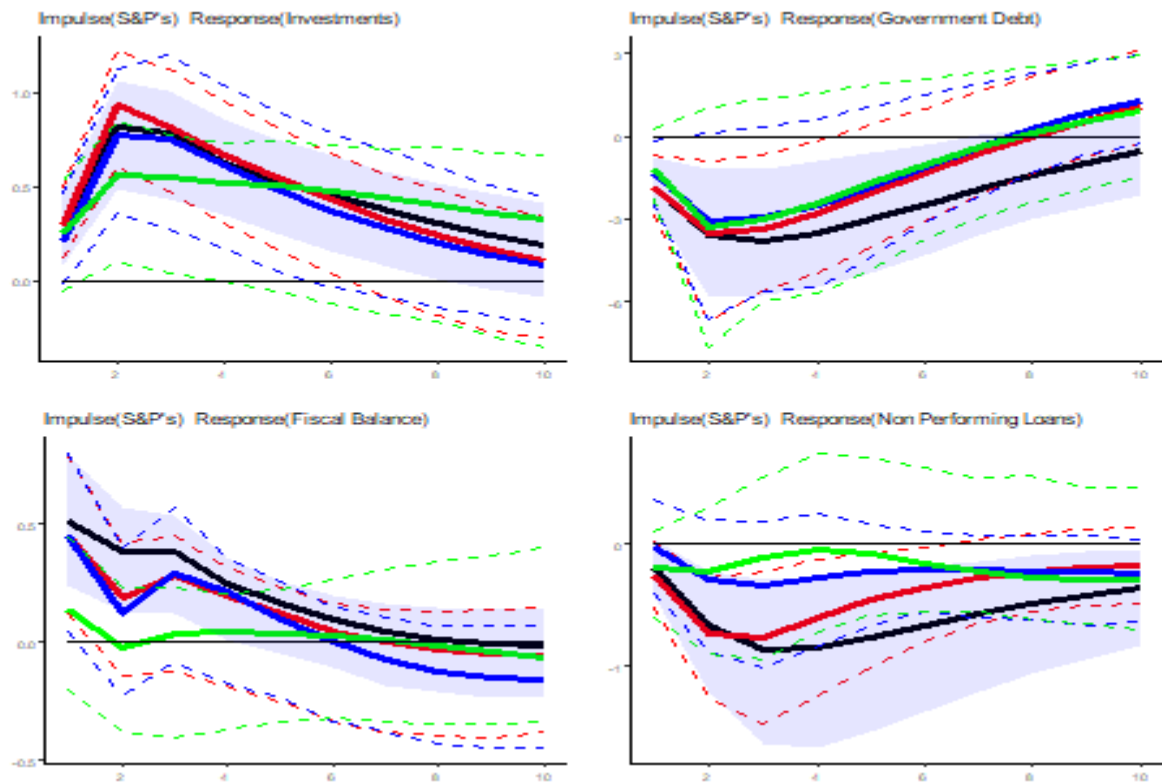 Impulse(S&P's) Response(Investments)
1.0
0.5
0.0
2 4 6 8 10
Impulse(S&P's) Response(Government Debt)
3
0
-3
-6
2 4 6 8 10
Impulse(S&P's) Response(Fiscal Balance)
0.5
0.0
-0.5
2 4 6 8 10
Impulse(S&P's) Response(Non Performing Loans)
0
-1
2 4 6 8 10